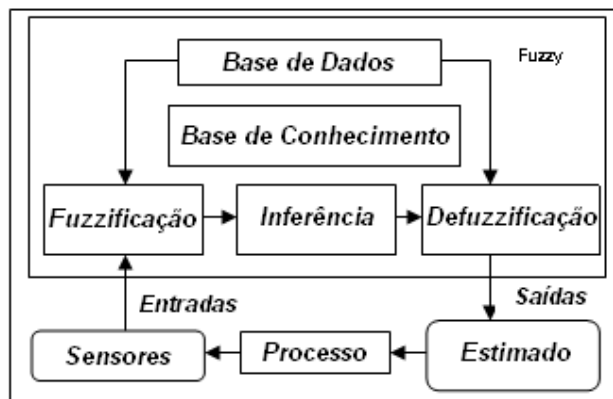 Fuzzy
Base de Dados
Base de Conhecimento
Fuzzificação
Inferência
Defuzzificação
Entradas
Saídas
Sensores
Processo
Estimado